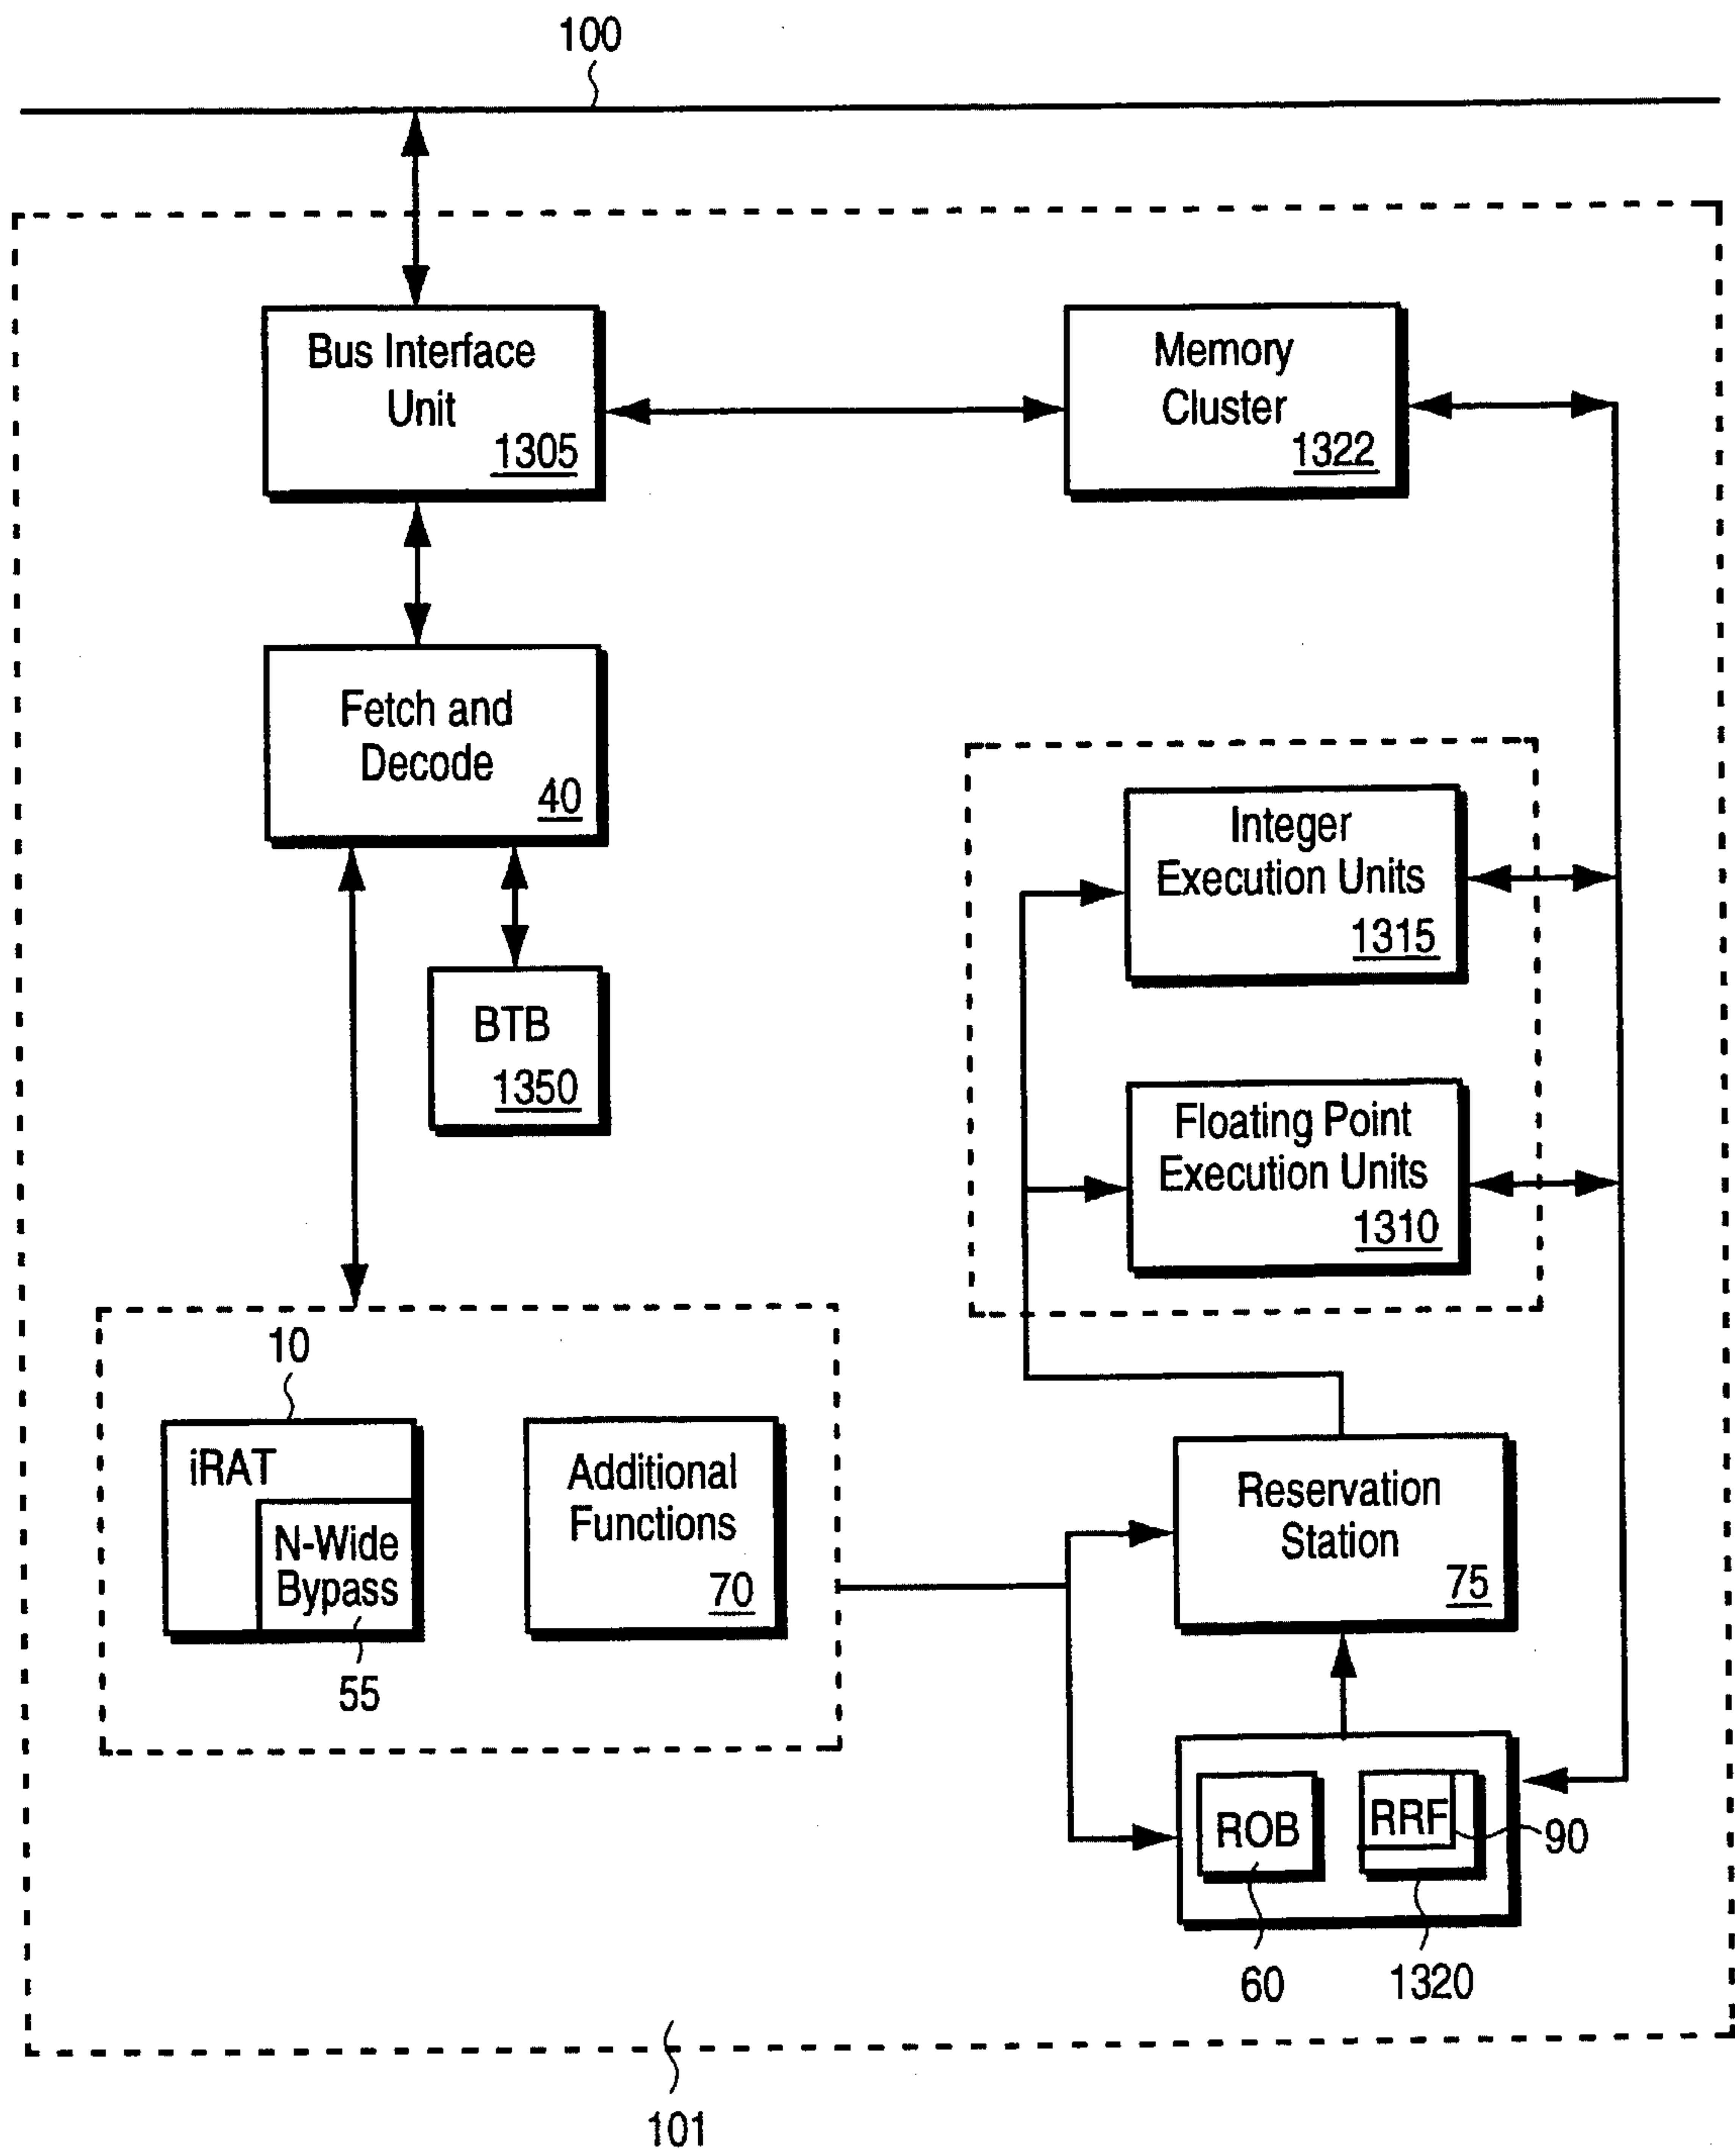 100
Bus Interface
Unit
1305
Memory
Cluster
1322
Fetch and
Decode
40
BTB
1350
Integer
Execution Units
1315
Floating Point
Execution Units
1310
10
iRAT
N-Wide
Bypass
55
Additional
Functions
70
Reservation
Station
75
ROB
RRF
90
60
1320
101